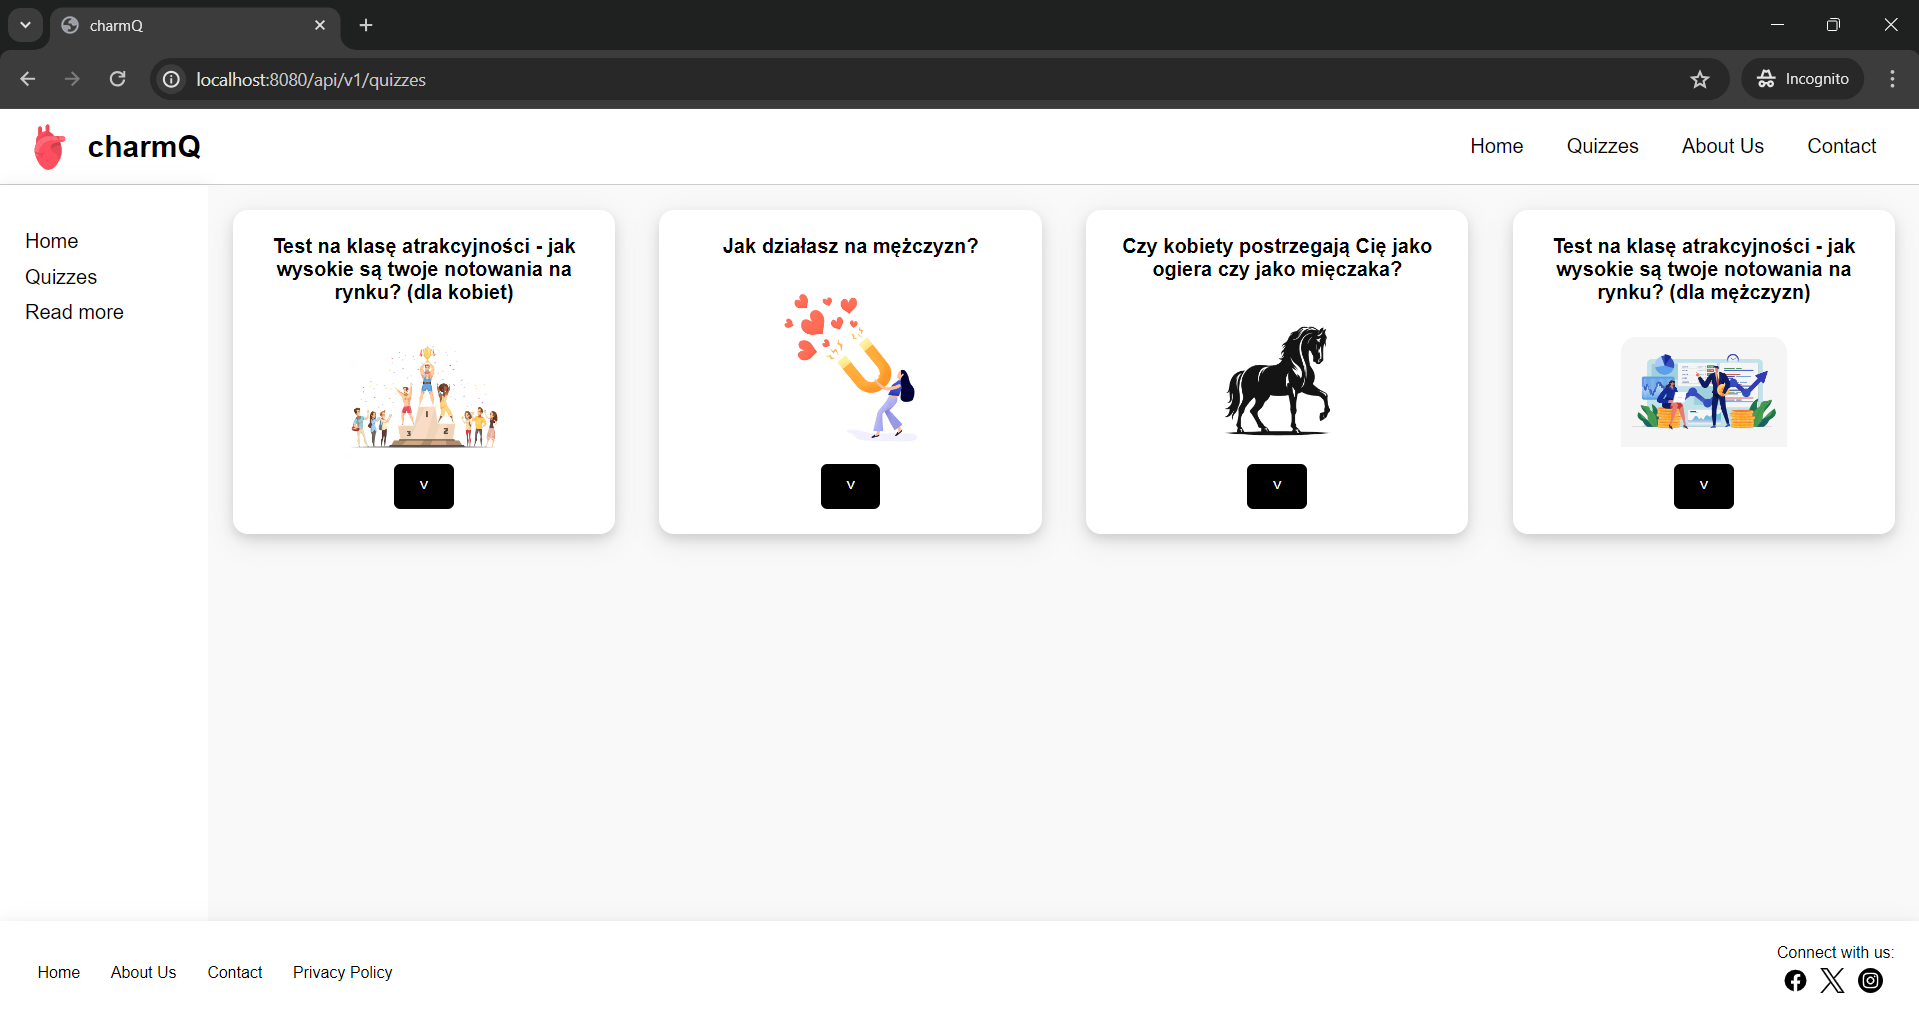 charmQ
localhost:8080/api/v1/quizzes
Incognito
charmQ
Home Quizzes About Us Contact
Home
Quizzes
Read more
Test na klasę atrakcyjności - jak
wysokie są twoje notowania na
rynku? (dla kobiet)
3 1 2
v
Jak działasz na mężczyzn?
v
Czy kobiety postrzegają Cię jako
ogiera czy jako mięczaka?
v
Test na klasę atrakcyjności - jak
wysokie są twoje notowania na
rynku? (dla mężczyzn)
v
Home About Us Contact Privacy Policy
Connect with us: